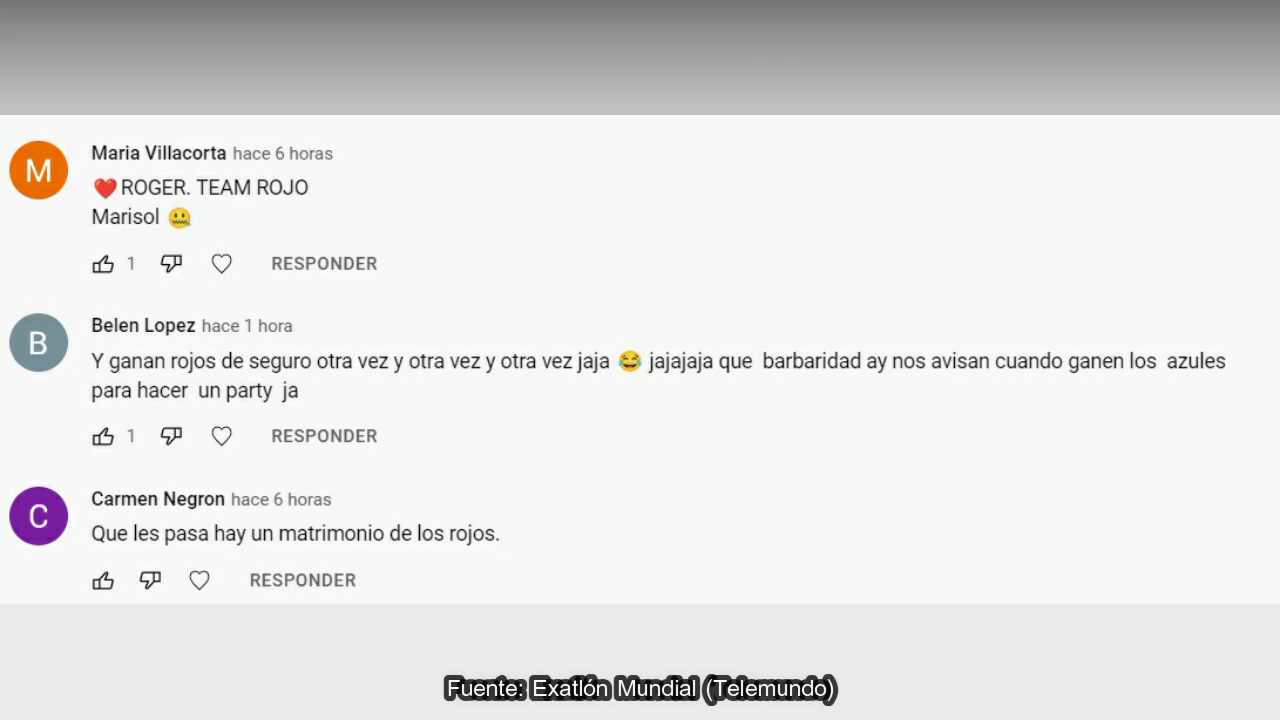 M
Maria Villacorta hace 6 horas
❤️ROGER. TEAM ROJO
Marisol 🤐
1 RESPONDER
B
Belen Lopez hace 1 hora
Y ganan rojos de seguro otra vez y otra vez y otra vez jaja 😂 jajajaja que barbaridad ay nos avisan cuando ganen los azules
para hacer un party ja
1 RESPONDER
C
Carmen Negron hace 6 horas
Que les pasa hay un matrimonio de los rojos.
RESPONDER
Fuente: Exatlón Mundial (Telemundo)